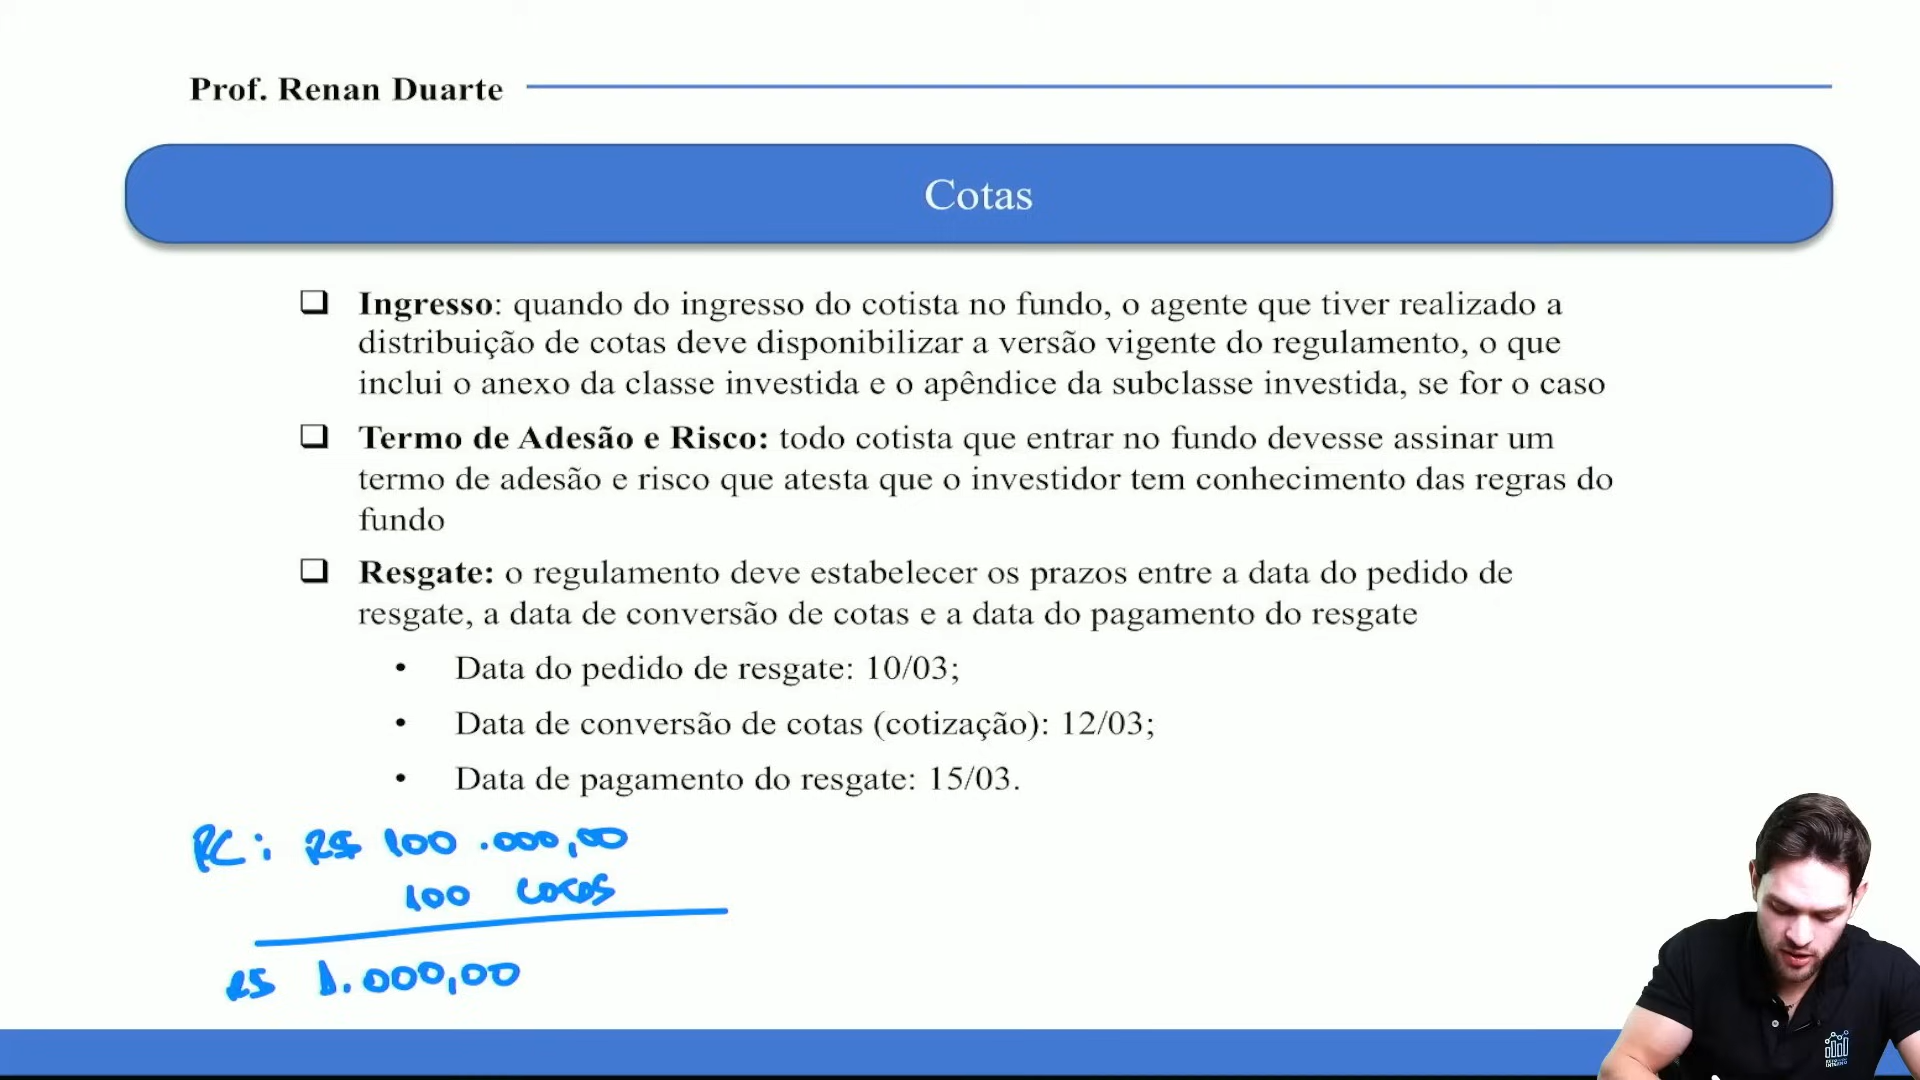 Prof. Renan Duarte
Cotas
Ingresso: quando do ingresso do cotista no fundo, o agente que tiver realizado a
distribuição de cotas deve disponibilizar a versão vigente do regulamento, o que
inclui o anexo da classe investida e o apêndice da subclasse investida, se for o caso
Termo de Adesão e Risco: todo cotista que entrar no fundo devesse assinar um
termo de adesão e risco que atesta que o investidor tem conhecimento das regras do
fundo
Resgate: o regulamento deve estabelecer os prazos entre a data do pedido de
resgate, a data de conversão de cotas e a data do pagamento do resgate
• Data do pedido de resgate: 10/03;
• Data de conversão de cotas (cotização): 12/03;
• Data de pagamento do resgate: 15/03.
R$ 100.000,00
100 cotas
R$ 1.000,00